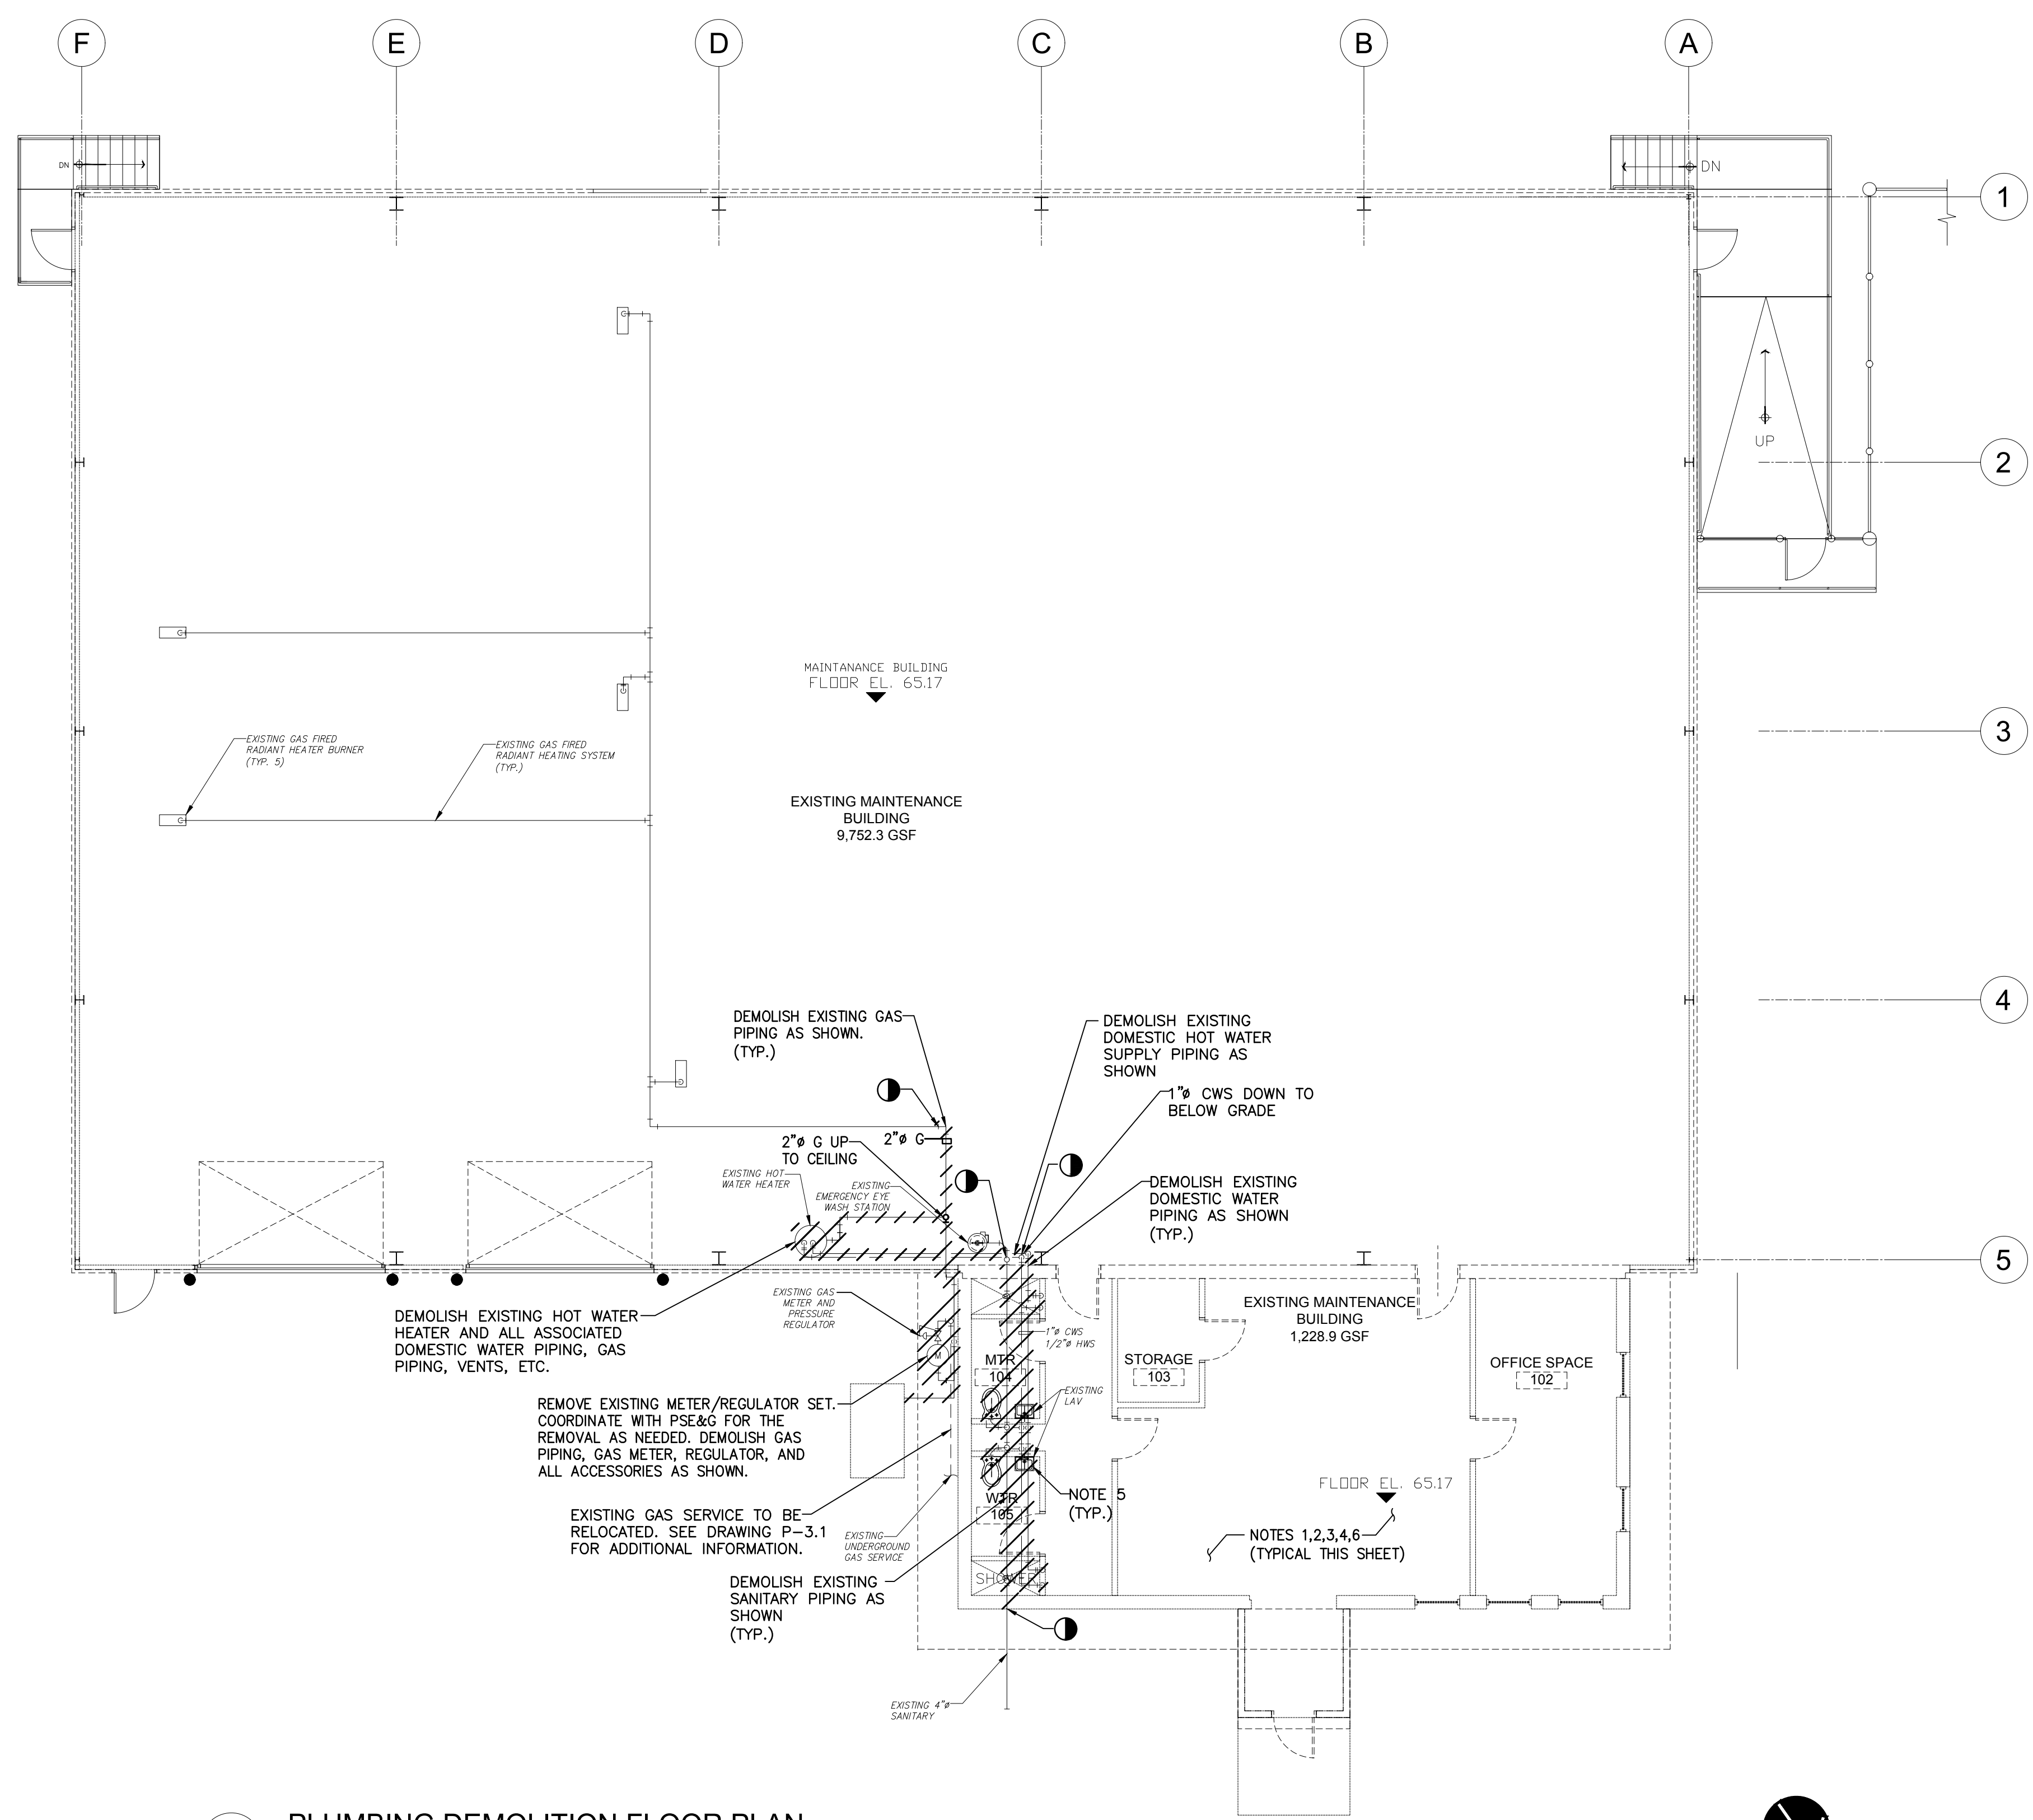 F
E
D
C
B
A
DN
DN
1
UP
2
MAINTANANCE BUILDING
FLOOR EL. 65.17
3
EXISTING GAS FIRED
RADIANT HEATER BURNER
(TYP. 5)
EXISTING GAS FIRED
RADIANT HEATING SYSTEM
(TYP.)
EXISTING MAINTENANCE
BUILDING
9,752.3 GSF
4
DEMOLISH EXISTING GAS
PIPING AS SHOWN.
(TYP.)
DEMOLISH EXISTING
DOMESTIC HOT WATER
SUPPLY PIPING AS
SHOWN
1"ø CWS DOWN TO
BELOW GRADE
2"ø G UP
TO CEILING
2"ø G
EXISTING HOT
WATER HEATER
EXISTING
EMERGENCY EYE
WASH STATION
DEMOLISH EXISTING
DOMESTIC WATER
PIPING AS SHOWN
(TYP.)
5
DEMOLISH EXISTING HOT WATER
HEATER AND ALL ASSOCIATED
DOMESTIC WATER PIPING, GAS
PIPING, VENTS, ETC.
EXISTING GAS
METER AND
PRESSURE
REGULATOR
M
1"ø CWS
1/2"ø HWS
MTR
104
STORAGE
103
EXISTING MAINTENANCE
BUILDING
1,228.9 GSF
OFFICE SPACE
102
EXISTING
LAV
REMOVE EXISTING METER/REGULATOR SET.
COORDINATE WITH PSE&G FOR THE
REMOVAL AS NEEDED. DEMOLISH GAS
PIPING, GAS METER, REGULATOR, AND
ALL ACCESSORIES AS SHOWN.
WTR
105
NOTE 5
(TYP.)
FLOOR EL. 65.17
EXISTING GAS SERVICE TO BE
RELOCATED. SEE DRAWING P-3.1
FOR ADDITIONAL INFORMATION.
EXISTING
UNDERGROUND
GAS SERVICE
NOTES 1,2,3,4,6
(TYPICAL THIS SHEET)
SHOWER
DEMOLISH EXISTING
SANITARY PIPING AS
SHOWN
(TYP.)
EXISTING 4"ø
SANITARY
PLUMBING DEMOLITION FLOOR PLAN